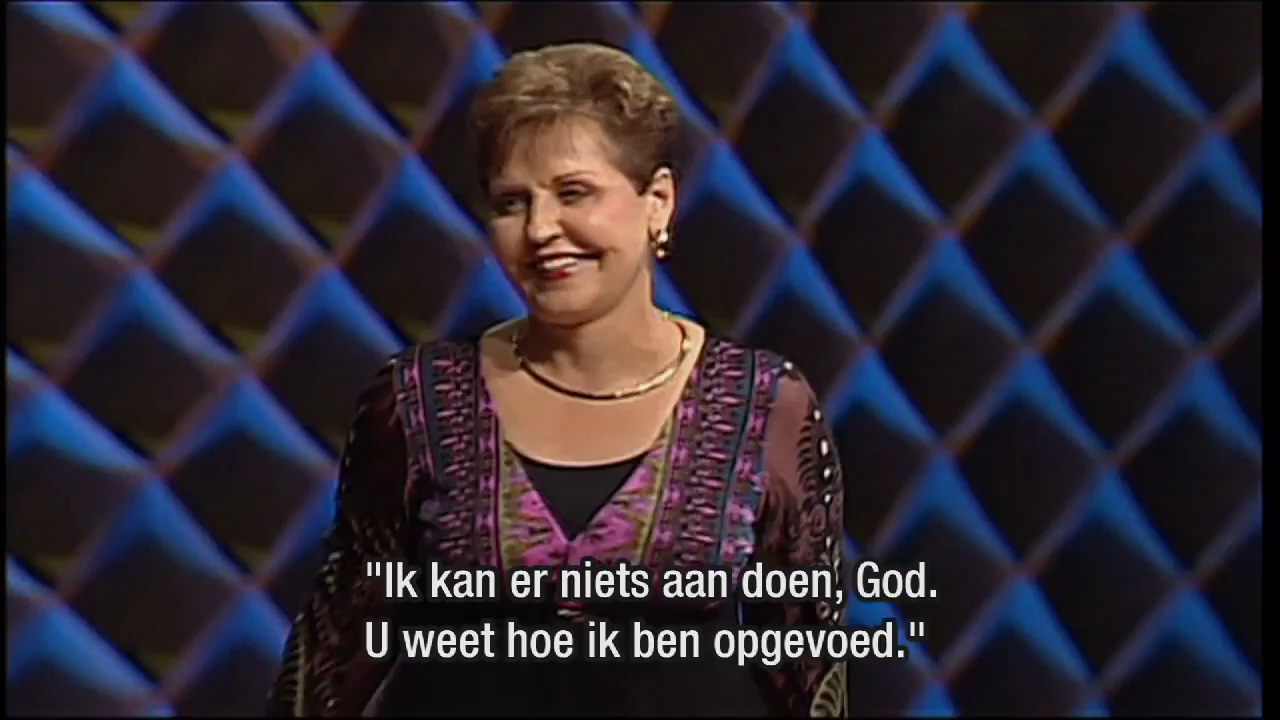 "Ik kan er niets aan doen, God.
U weet hoe ik ben opgevoed."